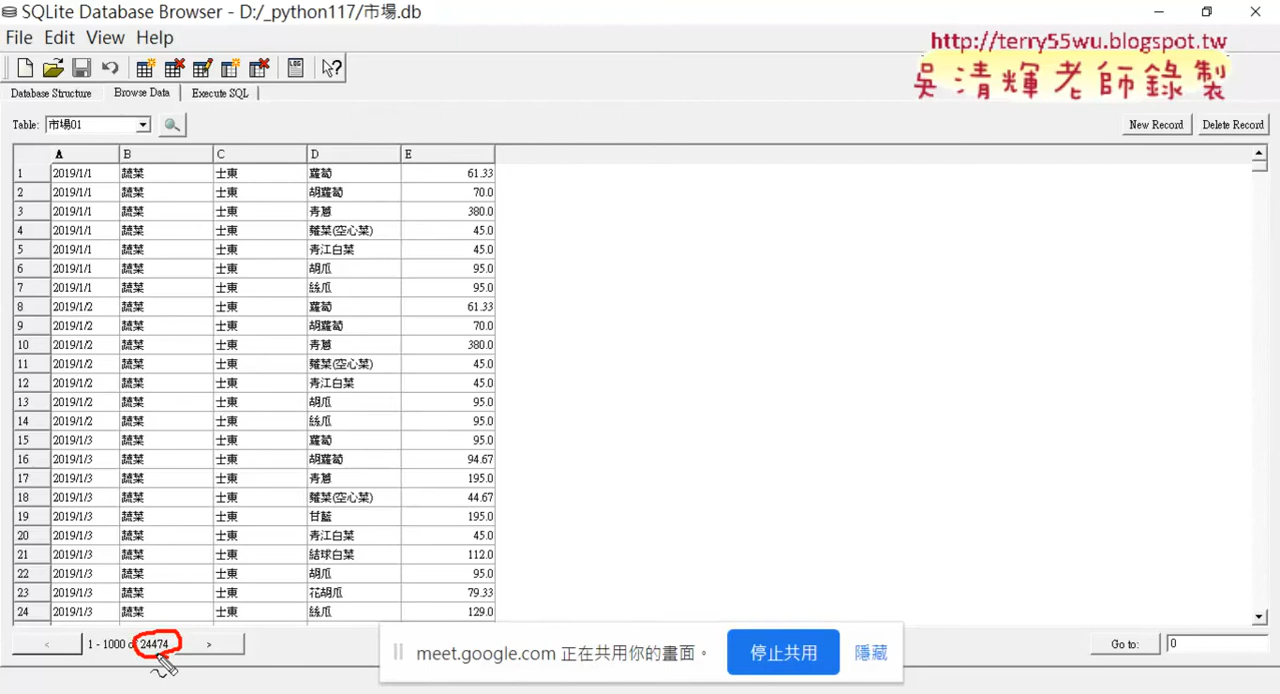 SQLite Database Browser - D:/_python117/市場.db
File Edit View Help
http://terry55wu.blogspot.tw
吳清輝老師錄製
Database Structure Browse Data Execute SQL
Table: 市場01 New Record Delete Record
A B C D E
1 2019/1/1 蔬菜 士東 蘿蔔 61.33
2 2019/1/1 蔬菜 士東 胡蘿蔔 70.0
3 2019/1/1 蔬菜 士東 青蔥 380.0
4 2019/1/1 蔬菜 士東 蕹菜(空心菜) 45.0
5 2019/1/1 蔬菜 士東 青江白菜 45.0
6 2019/1/1 蔬菜 士東 胡瓜 95.0
7 2019/1/1 蔬菜 士東 絲瓜 95.0
8 2019/1/2 蔬菜 士東 蘿蔔 61.33
9 2019/1/2 蔬菜 士東 胡蘿蔔 70.0
10 2019/1/2 蔬菜 士東 青蔥 380.0
11 2019/1/2 蔬菜 士東 蕹菜(空心菜) 45.0
12 2019/1/2 蔬菜 士東 青江白菜 45.0
13 2019/1/2 蔬菜 士東 胡瓜 95.0
14 2019/1/2 蔬菜 士東 絲瓜 95.0
15 2019/1/3 蔬菜 士東 蘿蔔 95.0
16 2019/1/3 蔬菜 士東 胡蘿蔔 94.67
17 2019/1/3 蔬菜 士東 青蔥 195.0
18 2019/1/3 蔬菜 士東 蕹菜(空心菜) 44.67
19 2019/1/3 蔬菜 士東 甘藍 195.0
20 2019/1/3 蔬菜 士東 青江白菜 45.0
21 2019/1/3 蔬菜 士東 結球白菜 112.0
22 2019/1/3 蔬菜 士東 胡瓜 95.0
23 2019/1/3 蔬菜 士東 花胡瓜 79.33
24 2019/1/3 蔬菜 士東 絲瓜 129.0
< 1 - 1000 24474 > Go to: 0
meet.google.com 正在共用你的畫面。 停止共用 隱藏